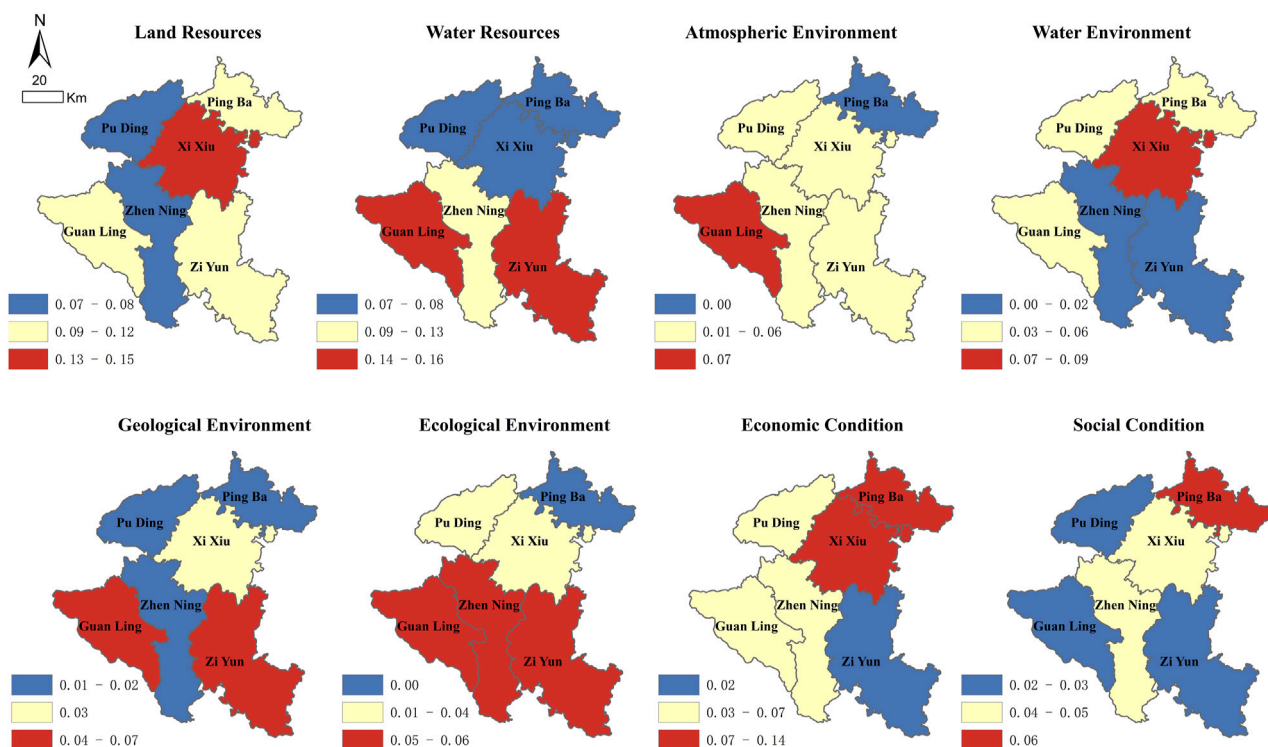 N
20
Km
Land Resources
Ping Ba
Pu Ding
Xi Xiu
Zhen Ning
Guan Ling
Zi Yun
0.07 - 0.08
0.09 - 0.12
0.13 - 0.15
Water Resources
Ping Ba
Pu Ding
Xi Xiu
Zhen Ning
Guan Ling
Zi Yun
0.07 - 0.08
0.09 - 0.13
0.14 - 0.16
Atmospheric Environment
Ping Ba
Pu Ding
Xi Xiu
Zhen Ning
Guan Ling
Zi Yun
0.00
0.01 - 0.06
0.07
Water Environment
Ping Ba
Pu Ding
Xi Xiu
Zhen Ning
Guan Ling
Zi Yun
0.00 - 0.02
0.03 - 0.06
0.07 - 0.09
Geological Environment
Ping Ba
Pu Ding
Xi Xiu
Zhen Ning
Guan Ling
Zi Yun
0.01 - 0.02
0.03
0.04 - 0.07
Ecological Environment
Ping Ba
Pu Ding
Xi Xiu
Zhen Ning
Guan Ling
Zi Yun
0.00
0.01 - 0.04
0.05 - 0.06
Economic Condition
Ping Ba
Pu Ding
Xi Xiu
Zhen Ning
Guan Ling
Zi Yun
0.02
0.03 - 0.07
0.07 - 0.14
Social Condition
Ping Ba
Pu Ding
Xi Xiu
Zhen Ning
Guan Ling
Zi Yun
0.02 - 0.03
0.04 - 0.05
0.06